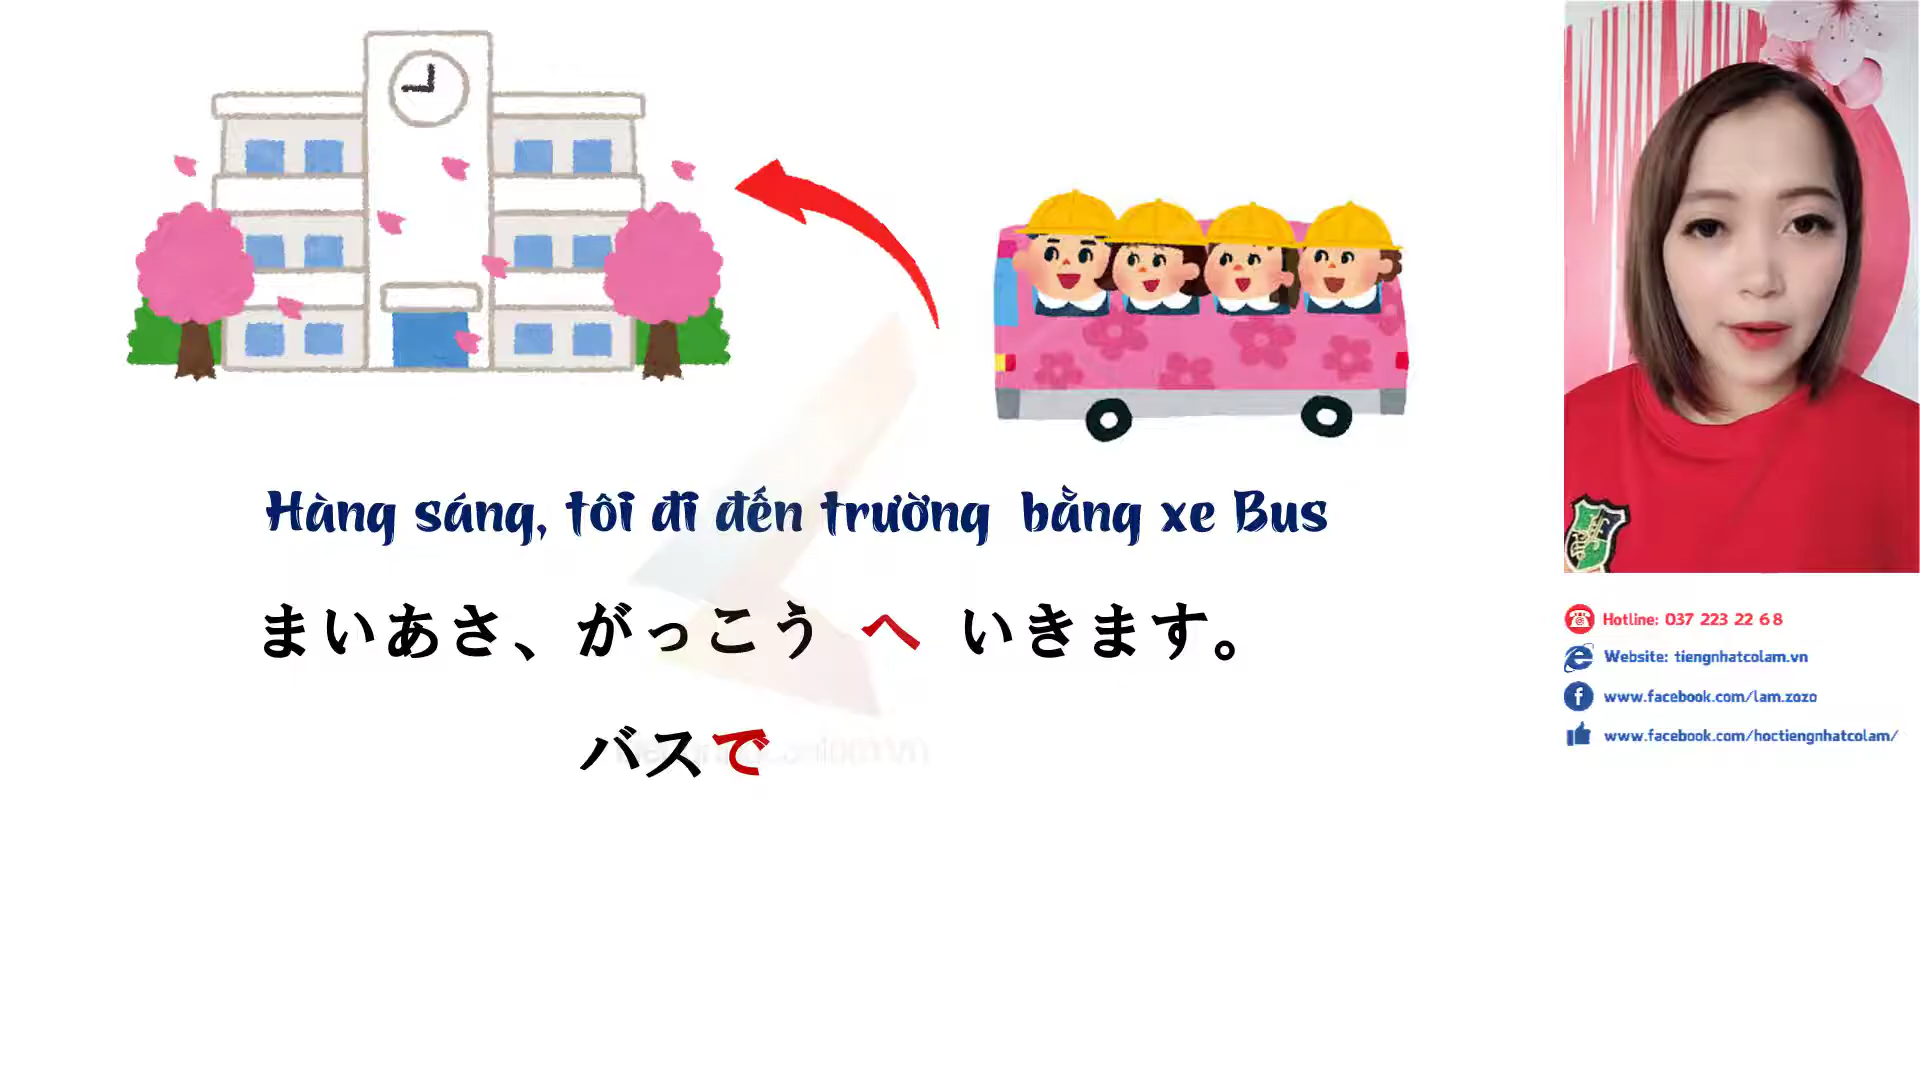 Hàng sáng, tôi đi đến trường bằng xe Bus
まいあさ、がっこう へ いきます。
バスで
Hotline: 037 223 22 68
Website: tiengnhatcolam.vn
www.facebook.com/lam.zozo
www.facebook.com/hoctiengnhatcolam/